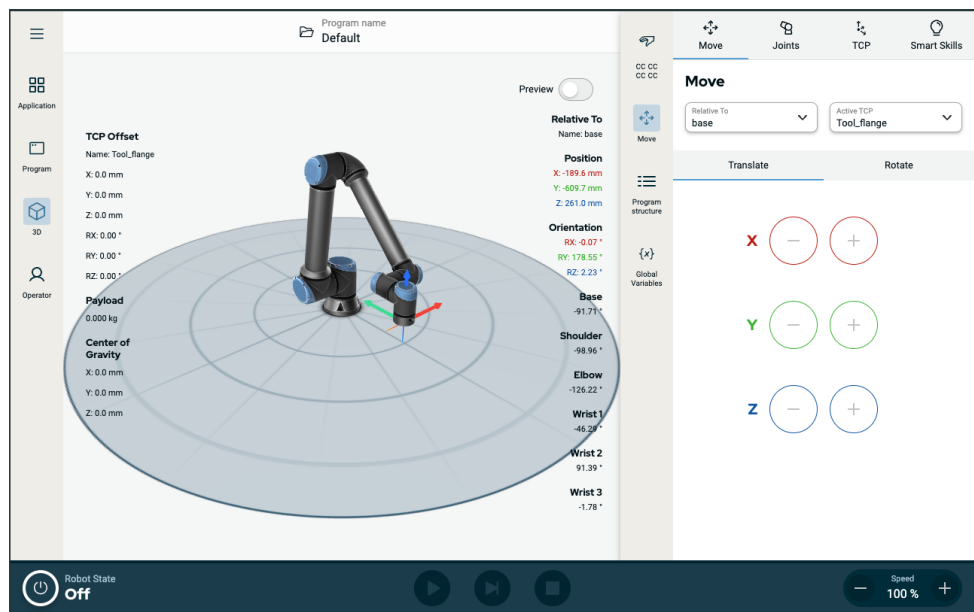 Program name
Default
Application
Program
3D
Operator
Preview
TCP Offset
Name: Tool_flange
X: 0.0 mm
Y: 0.0 mm
Z: 0.0 mm
RX: 0.00 °
RY: 0.00 °
RZ: 0.00 °
Payload
0.000 kg
Center of
Gravity
X: 0.0 mm
Y: 0.0 mm
Z: 0.0 mm
Relative To
Name: base
Position
X: -189.6 mm
Y: -609.7 mm
Z: 261.0 mm
Orientation
RX: -0.07 °
RY: 178.55 °
RZ: 2.23 °
Base
-91.71 °
Shoulder
-98.96 °
Elbow
-126.22 °
Wrist 1
-46.29 °
Wrist 2
91.39 °
Wrist 3
-1.78 °
CC CC
CC CC
Move
Program
structure
{x}
Global
Variables
Move
Joints
TCP
Smart Skills
Move
Relative To
base
Active TCP
Tool_flange
Translate
Rotate
X
Y
Z
Robot State
Off
Speed
100 %